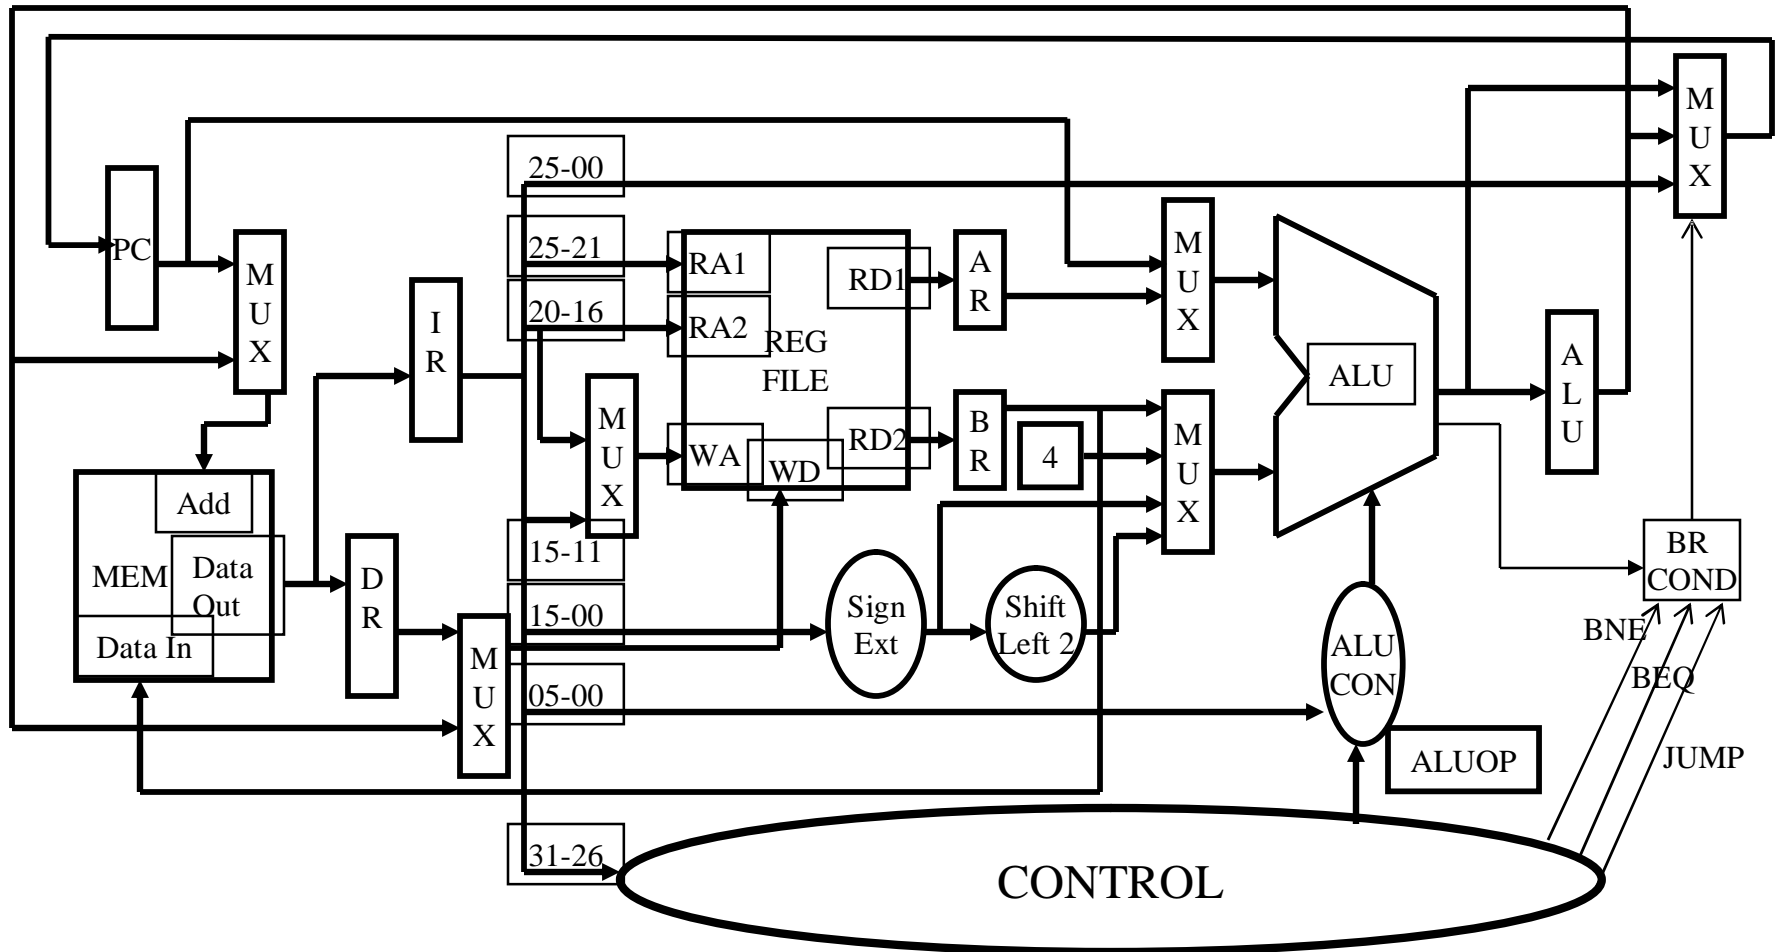 25-00
PC
25-21
20-16
15-11
15-00
05-00
31-26
M
U
X
I
R
MEM
Add
Data
Out
Data In
D
R
M
U
X
M
U
X
RA1
RA2
REG
FILE
WA
WD
RD1
RD2
A
R
B
R
4
Sign
Ext
Shift
Left 2
M
U
X
M
U
X
ALU
ALU
CON
ALUOP
A
L
U
M
U
X
BR
COND
BNE
BEQ
JUMP
CONTROL